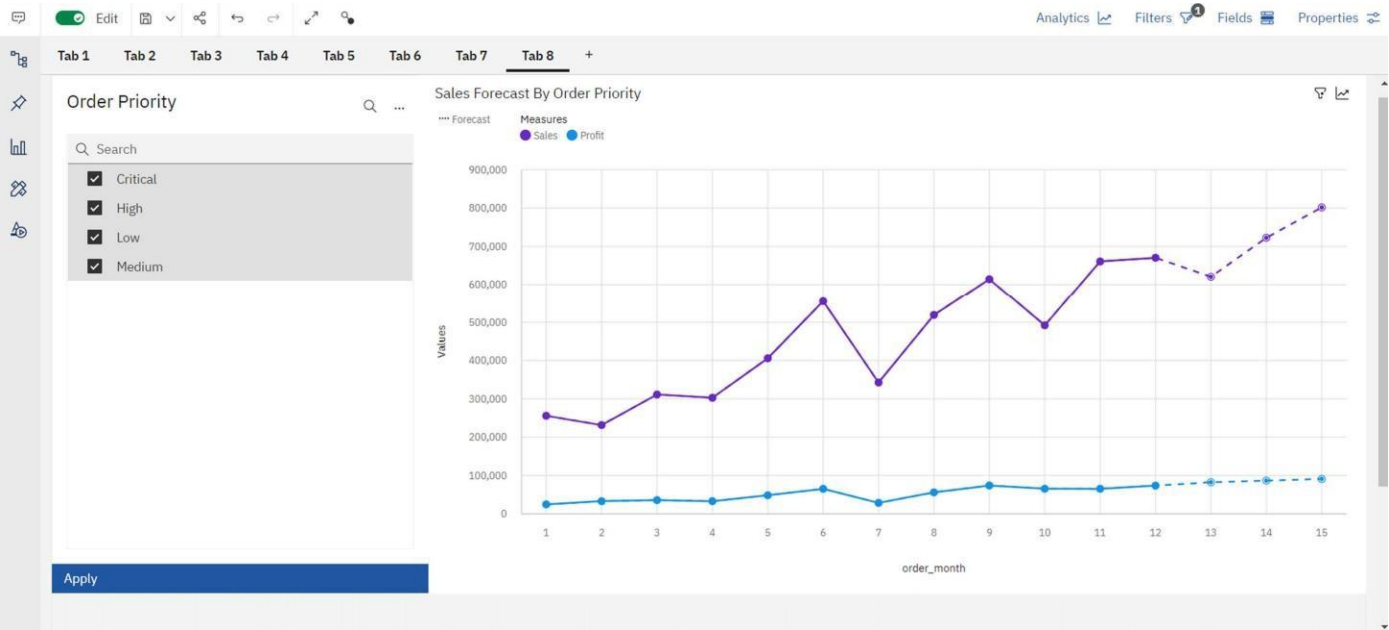 Edit
Analytics
Filters
1
Fields
Properties
Tab 1
Tab 2
Tab 3
Tab 4
Tab 5
Tab 6
Tab 7
Tab 8
+
Order Priority
...
Search
Critical
High
Low
Medium
Apply
Sales Forecast By Order Priority
Forecast
Measures
Sales
Profit
Values
900,000
800,000
700,000
600,000
500,000
400,000
300,000
200,000
100,000
0
1 2 3 4 5 6 7 8 9 10 11 12 13 14 15
order_month